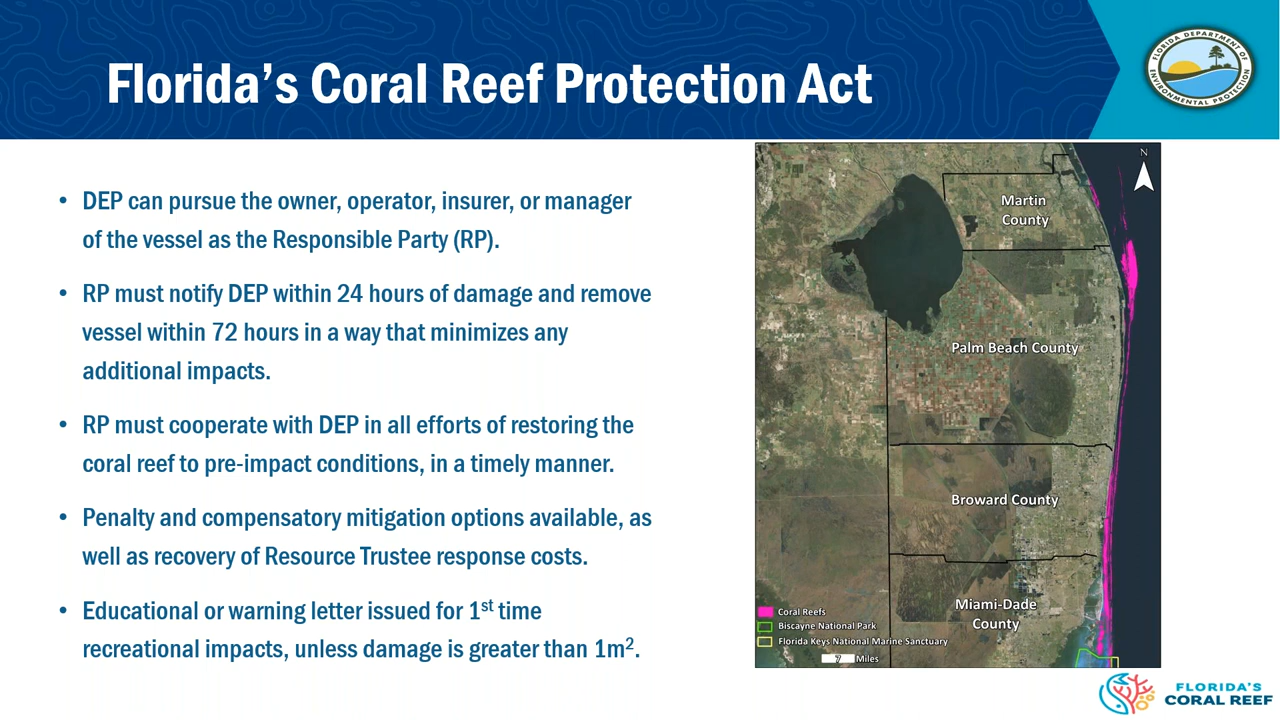 Florida's Coral Reef Protection Act
FLORIDA DEPARTMENT OF
ENVIRONMENTAL PROTECTION
• DEP can pursue the owner, operator, insurer, or manager
of the vessel as the Responsible Party (RP).
• RP must notify DEP within 24 hours of damage and remove
vessel within 72 hours in a way that minimizes any
additional impacts.
• RP must cooperate with DEP in all efforts of restoring the
coral reef to pre-impact conditions, in a timely manner.
• Penalty and compensatory mitigation options available, as
well as recovery of Resource Trustee response costs.
• Educational or warning letter issued for 1st time
recreational impacts, unless damage is greater than 1m².
N
Martin
County
Palm Beach County
Broward County
Miami-Dade
County
Coral Reefs
Biscayne National Park
Florida Keys National Marine Sanctuary
7 Miles
FLORIDA'S
CORAL REEF